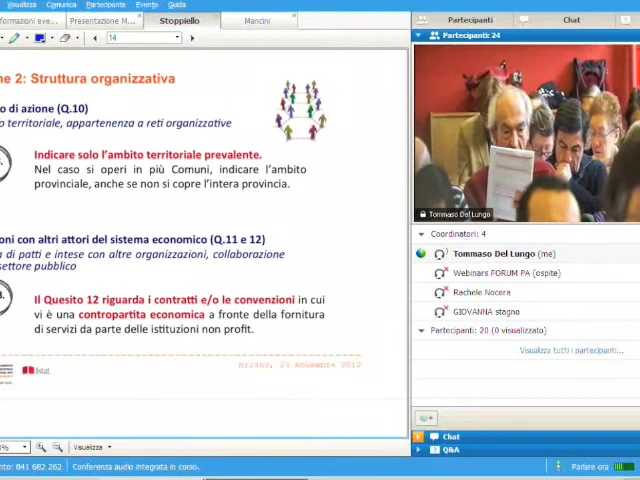 Visualizza Comunica Partecipante Evento Guida
formazioni eve... Presentazione M... Stoppiello Mancini
14
Partecipanti Chat
Partecipanti: 24
ne 2: Struttura organizzativa
o di azione (Q.10)
o territoriale, appartenenza a reti organizzative
Indicare solo l'ambito territoriale prevalente.
Nel caso si operi in più Comuni, indicare l'ambito
provinciale, anche se non si copre l'intera provincia.
oni con altri attori del sistema economico (Q.11 e 12)
a di patti e intese con altre organizzazioni, collaborazione
settore pubblico
Il Quesito 12 riguarda i contratti e/o le convenzioni in cui
vi è una contropartita economica a fronte della fornitura
di servizi da parte delle istituzioni non profit.
Istat
Milano, 23 novembre 2012
Tommaso Del Lungo
Coordinatori: 4
Tommaso Del Lungo (me)
Webinars FORUM PA (ospite)
Rachele Nocera
GIOVANNA stagno
Partecipanti: 20 (0 visualizzato)
Visualizza tutti i partecipanti...
Chat
Q&A
% Visualizza
nto: 841 682 262 Conferenza audio integrata in corso.
Parlare ora